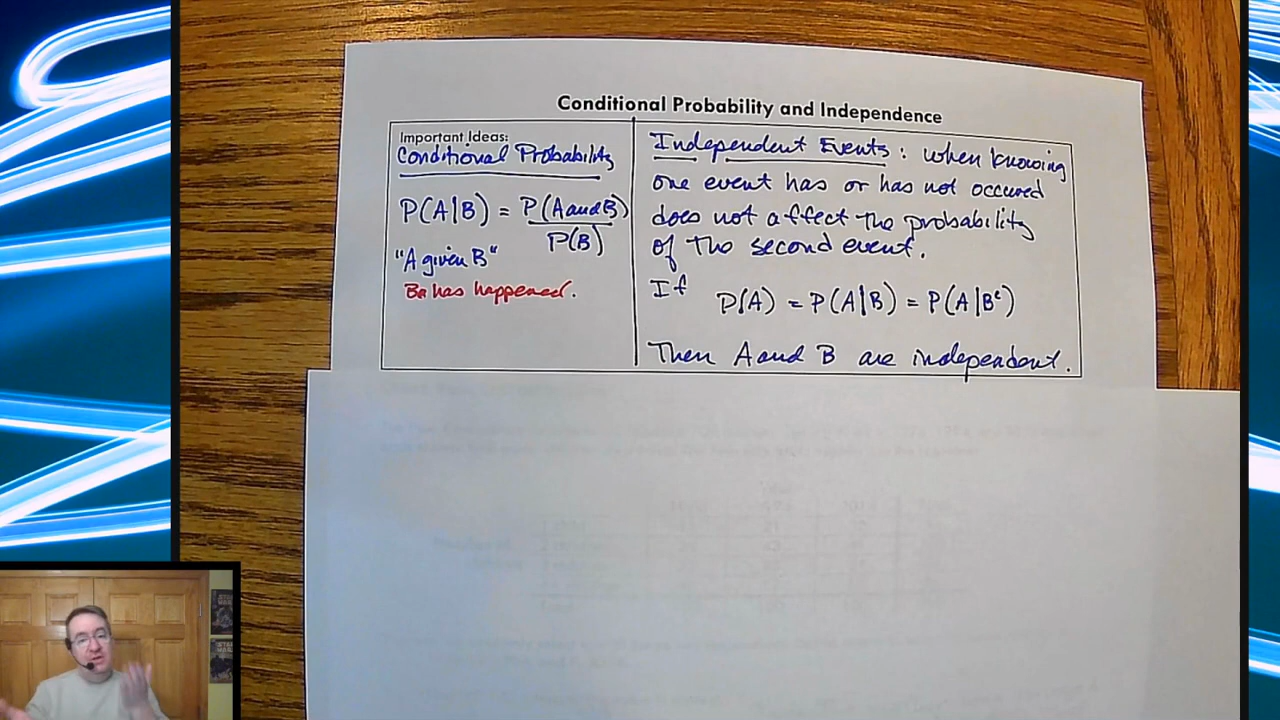 Conditional Probability and Independence
Important Ideas:
Conditional Probability
P(A|B) = P(A and B)
P(B)
"A given B"
has happened.
Independent Events: when knowing
one event has or has not occured
does not affect the probability
of the second event.
If P(A) = P(A|B) = P(A|Bᶜ)
Then A and B are independent.